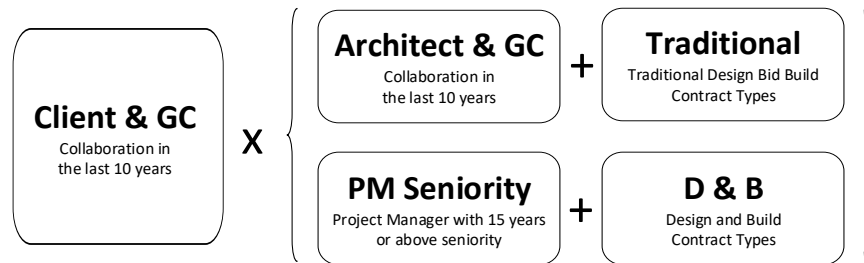 Client & GC
Collaboration in
the last 10 years
X
Architect & GC
Collaboration in
the last 10 years
+
Traditional
Traditional Design Bid Build
Contract Types
PM Seniority
Project Manager with 15 years
or above seniority
+
D & B
Design and Build
Contract Types